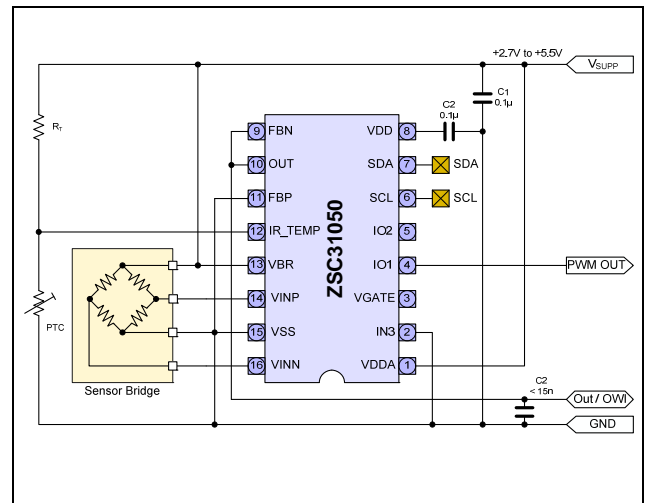 +2.7V to +5.5V
VSUPP
C1
0.1µ
C2
0.1µ
RT
9 FBN
VDD 8
10 OUT
SDA 7 SDA
11 FBP
SCL 6 SCL
12 IR_TEMP
IO2 5
13 VBR
IO1 4 PWM OUT
14 VINP
VGATE 3
15 VSS
IN3 2
16 VINN
VDDA 1
ZSC31050
PTC
Sensor Bridge
C2
< 15n
Out / OWI
GND